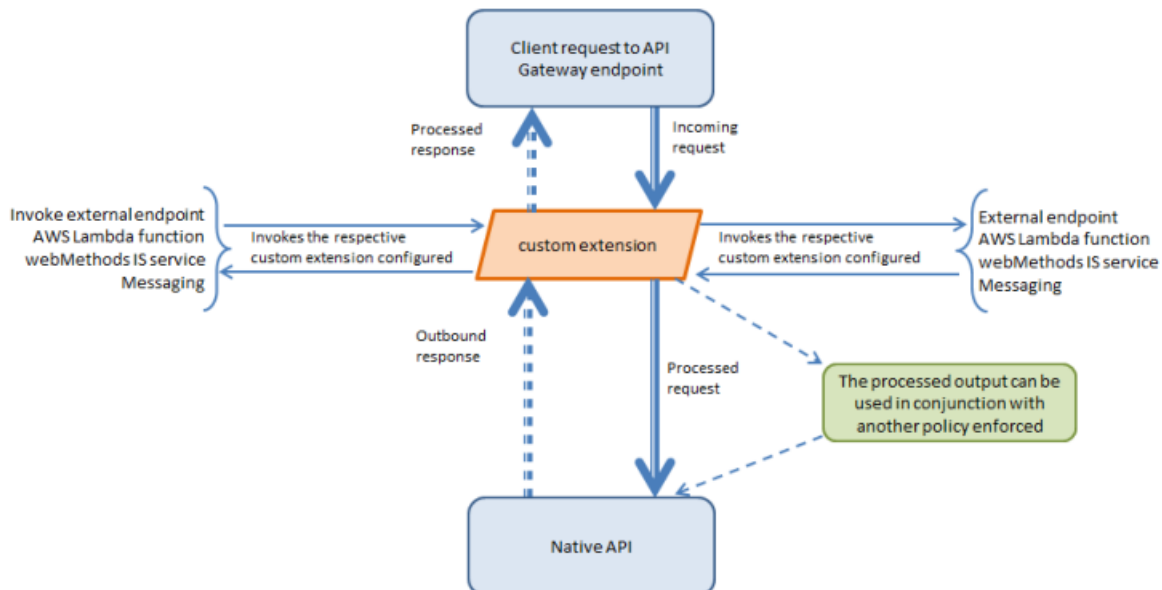 Client request to API
Gateway endpoint
Processed
response
Incoming
request
Invoke external endpoint
AWS Lambda function
webMethods IS service
Messaging
Invokes the respective
custom extension configured
custom extension
Invokes the respective
custom extension configured
External endpoint
AWS Lambda function
webMethods IS service
Messaging
Outbound
response
Processed
request
The processed output can be
used in conjunction with
another policy enforced
Native API